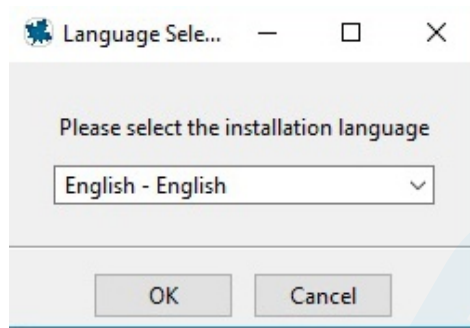 Language Sele...
Please select the installation language
English - English
OK
Cancel